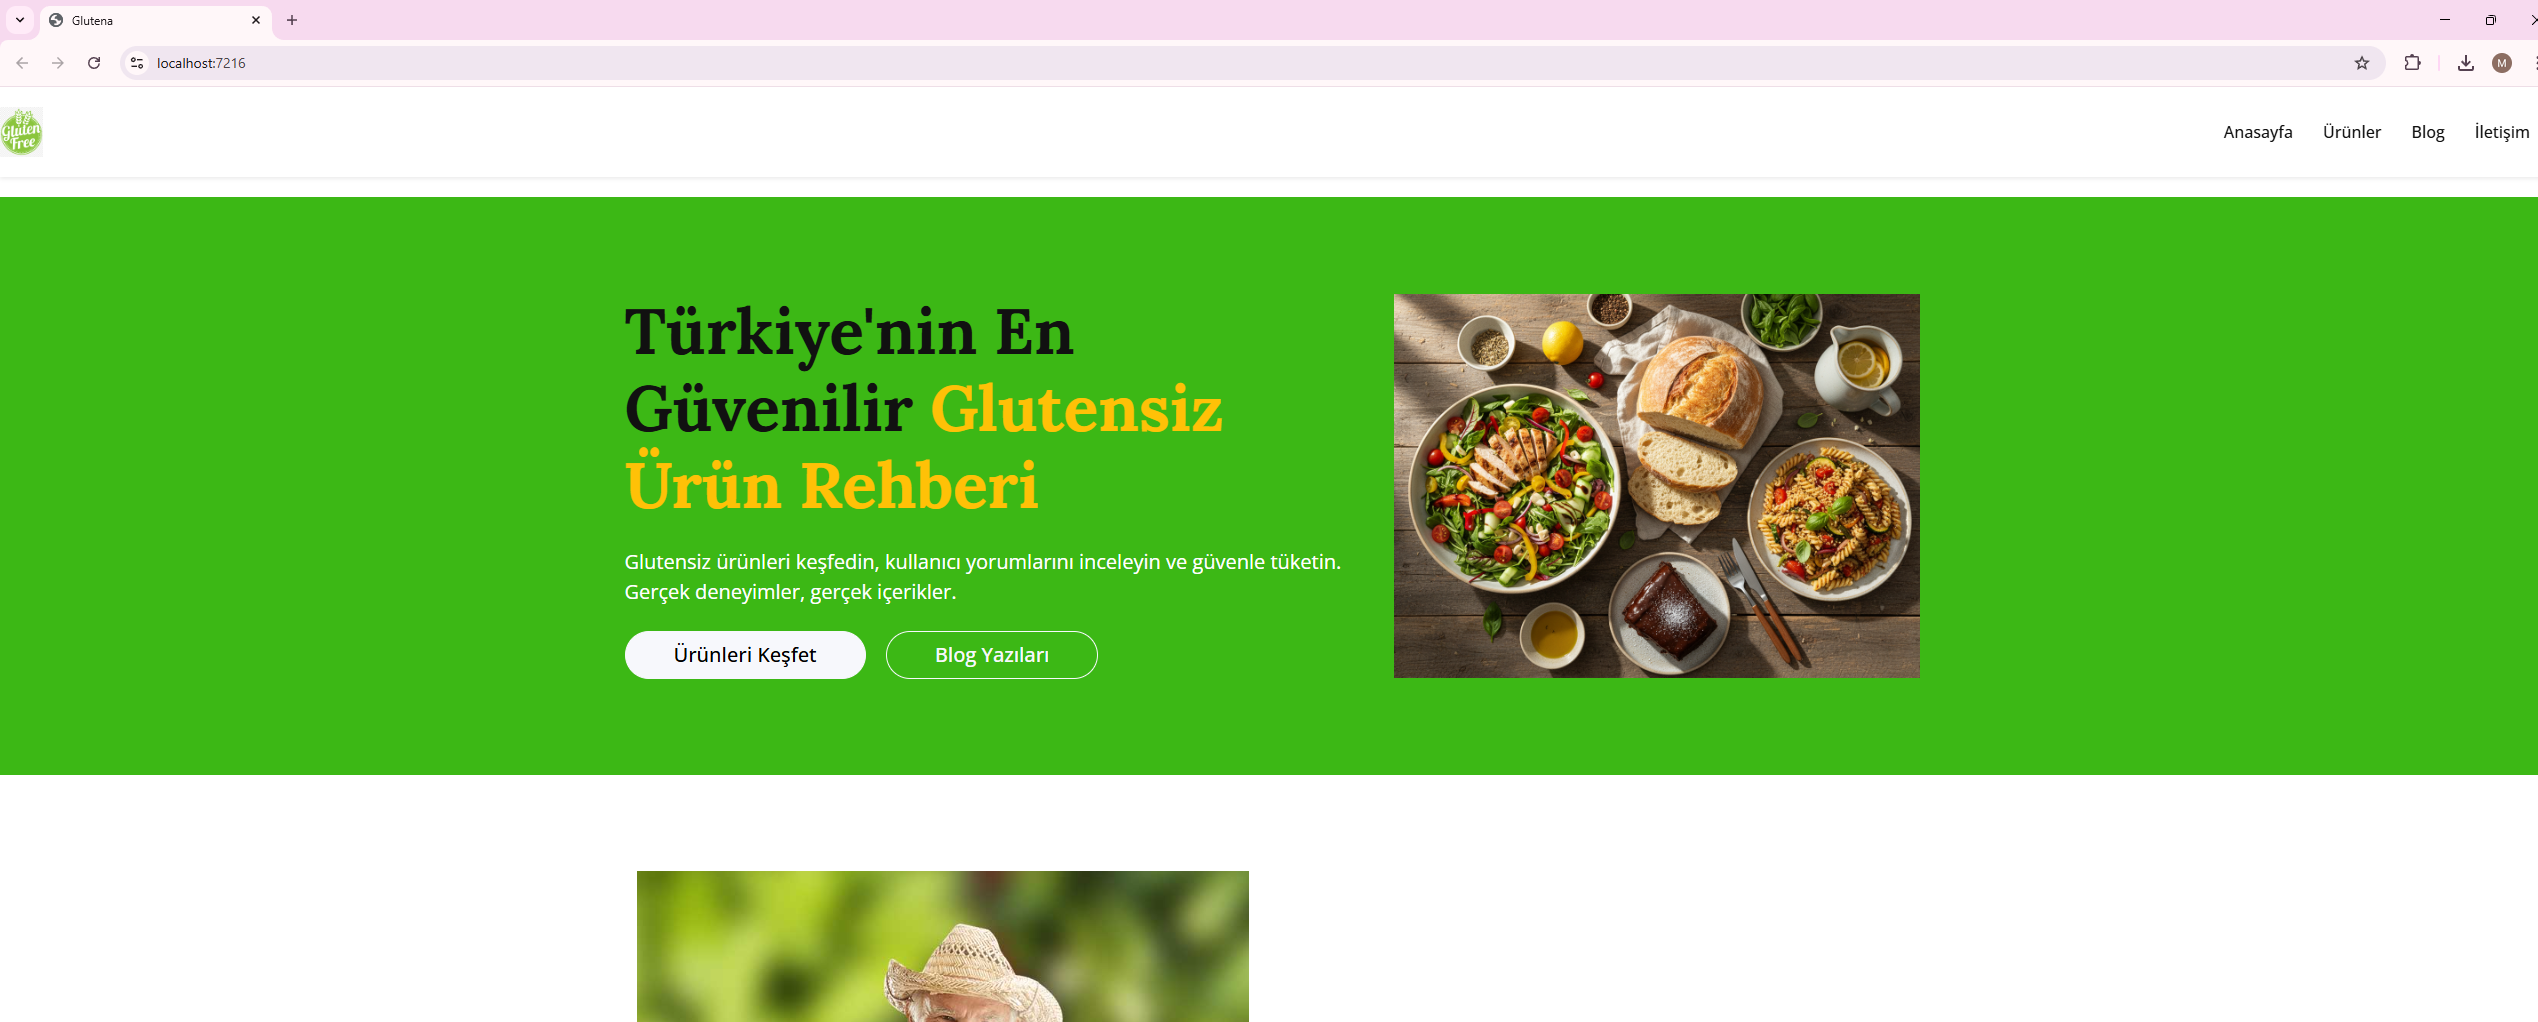 Glutena
localhost:7216
M
Gluten
Free
Anasayfa Ürünler Blog İletişim
Türkiye'nin En
Güvenilir Glutensiz
Ürün Rehberi
Glutensiz ürünleri keşfedin, kullanıcı yorumlarını inceleyin ve güvenle tüketin.
Gerçek deneyimler, gerçek içerikler.
Ürünleri Keşfet Blog Yazıları